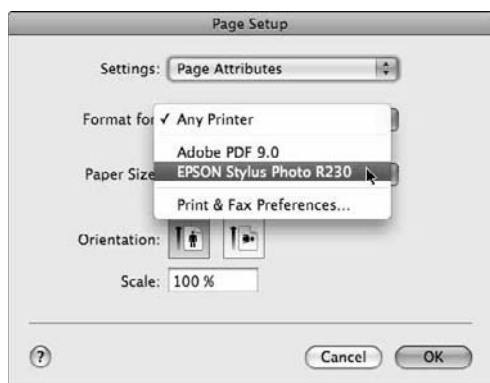 Page Setup
Settings: Page Attributes
Format for ✓ Any Printer
Adobe PDF 9.0
Paper Size EPSON Stylus Photo R230
Print & Fax Preferences...
Orientation:
Scale: 100 %
? Cancel OK